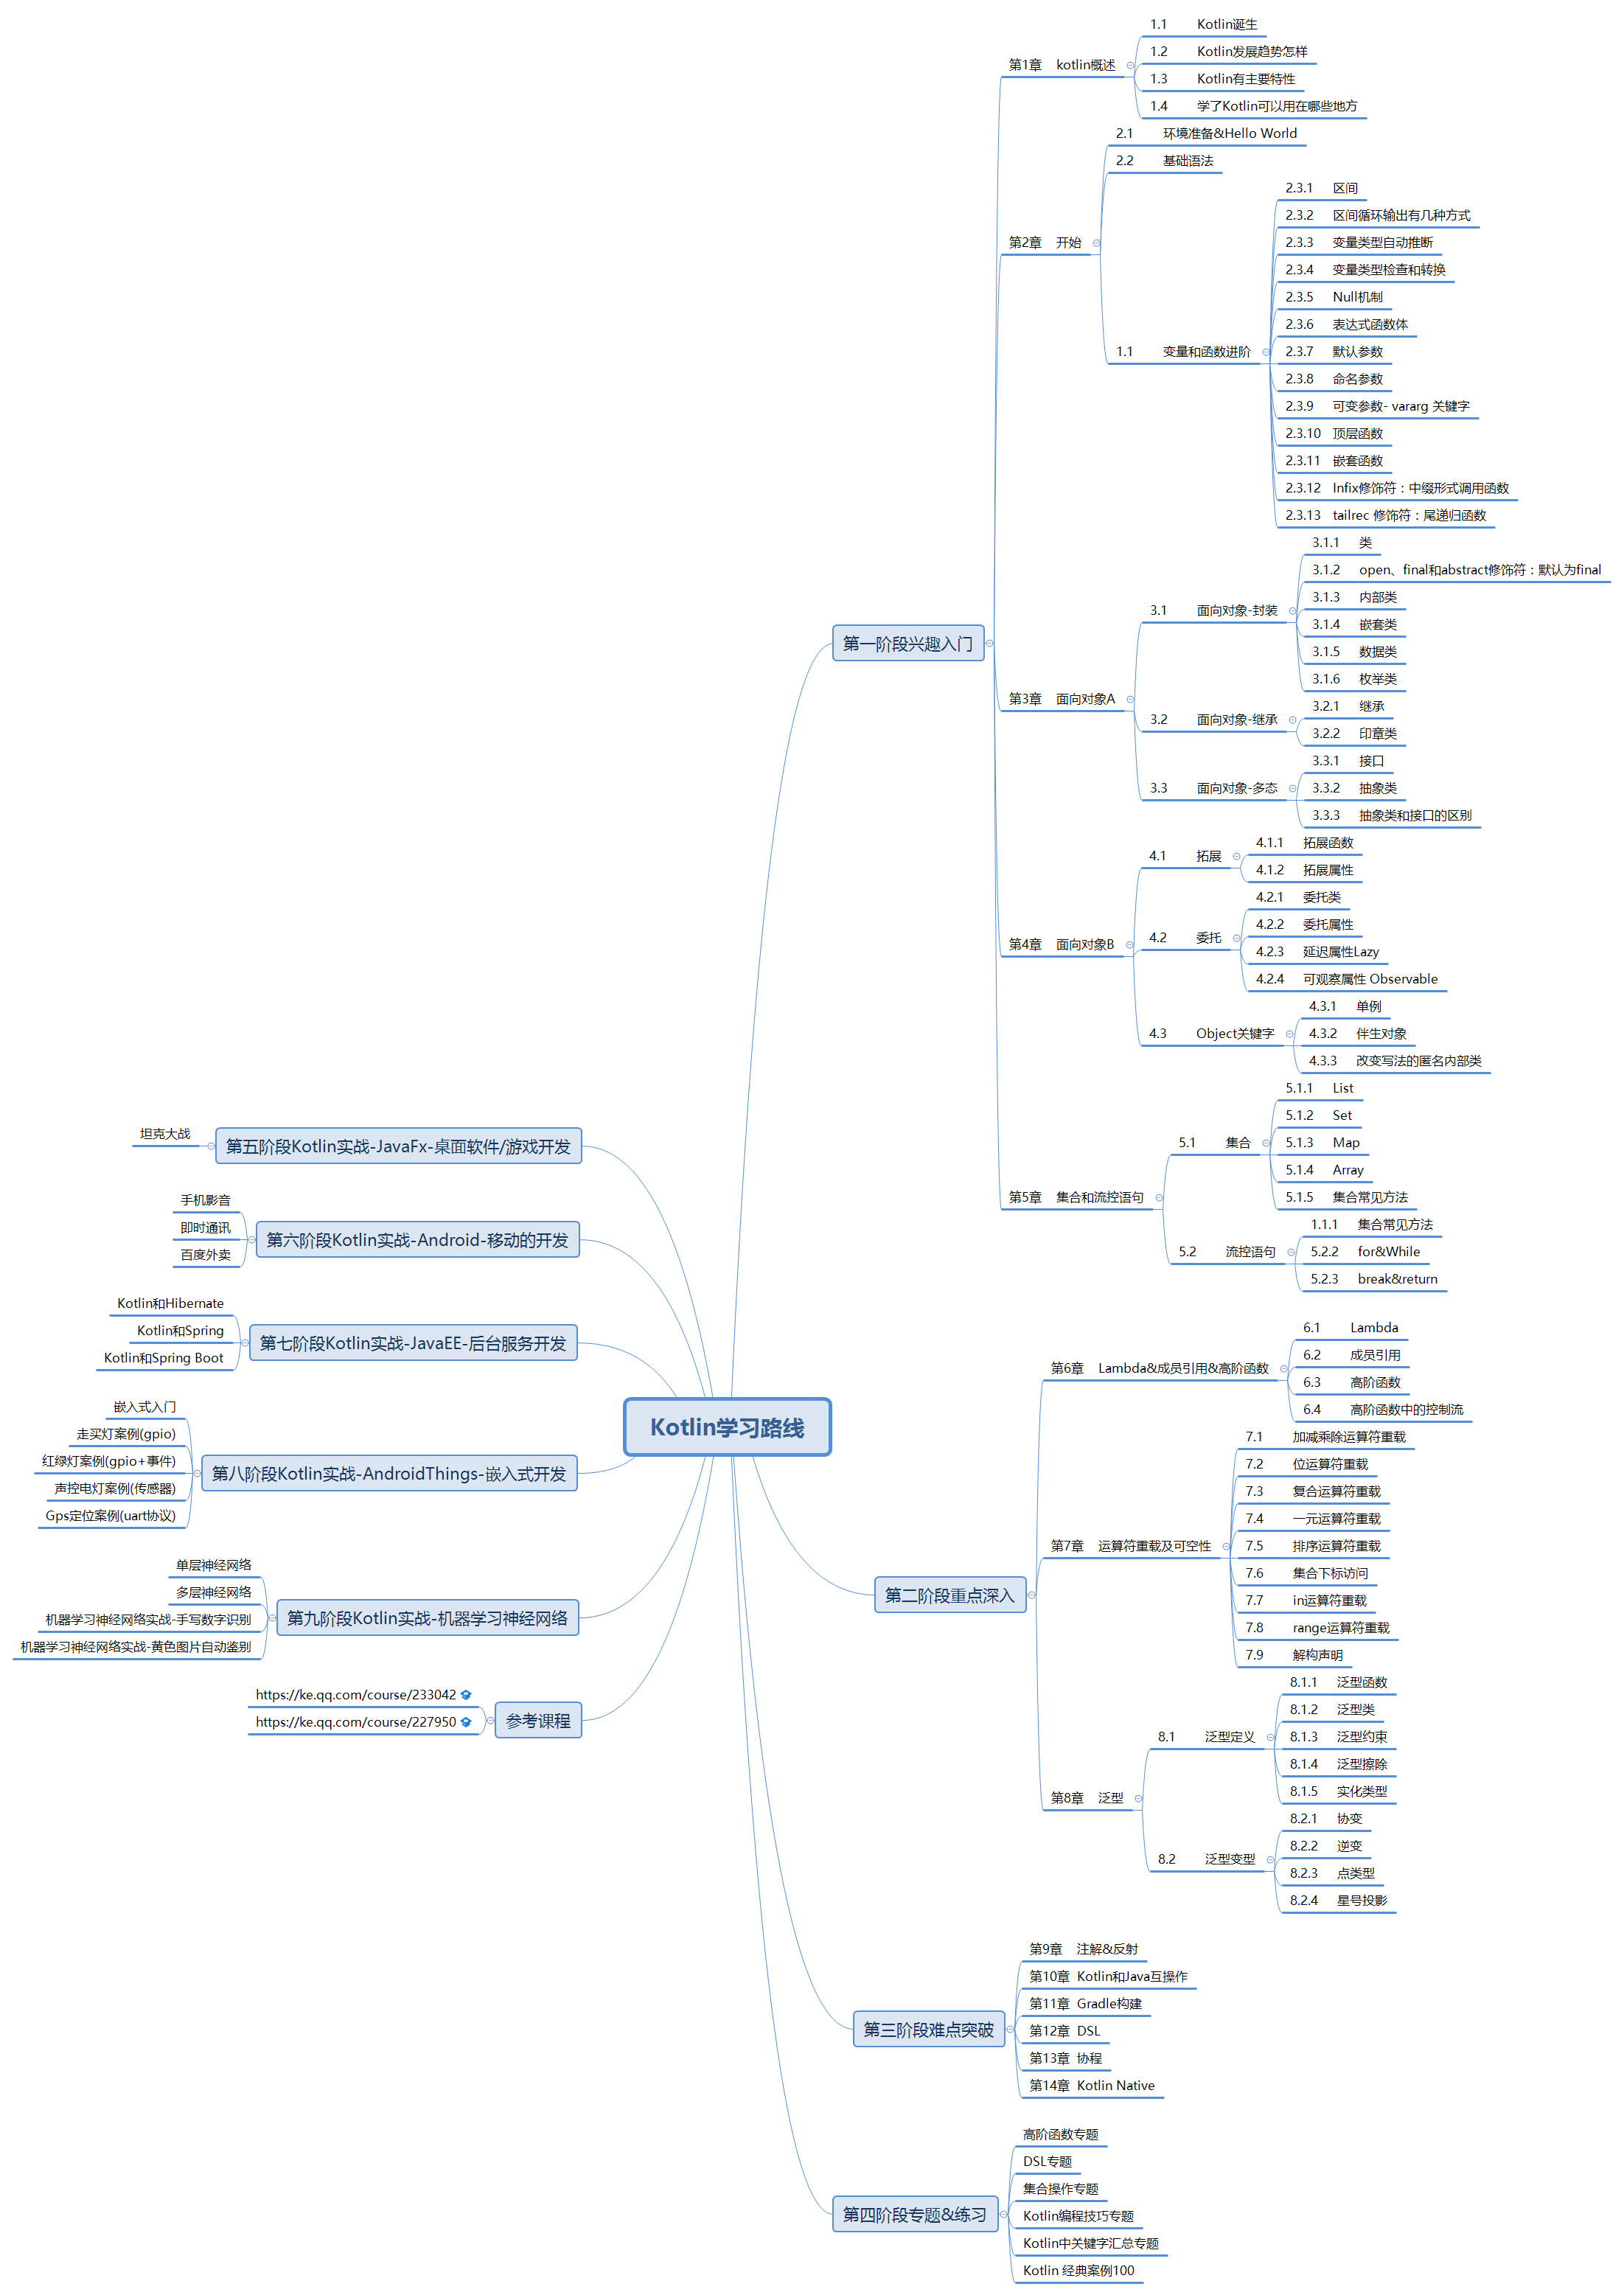 Kotlin学习路线
第一阶段兴趣入门
第1章 kotlin概述
1.1 Kotlin诞生
1.2 Kotlin发展趋势怎样
1.3 Kotlin有主要特性
1.4 学了Kotlin可以用在哪些地方
第2章 开始
2.1 环境准备&Hello World
2.2 基础语法
1.1 变量和函数进阶
2.3.1 区间
2.3.2 区间循环输出有几种方式
2.3.3 变量类型自动推断
2.3.4 变量类型检查和转换
2.3.5 Null机制
2.3.6 表达式函数体
2.3.7 默认参数
2.3.8 命名参数
2.3.9 可变参数- vararg 关键字
2.3.10 顶层函数
2.3.11 嵌套函数
2.3.12 Infix修饰符：中缀形式调用函数
2.3.13 tailrec 修饰符：尾递归函数
第3章 面向对象A
3.1 面向对象-封装
3.1.1 类
3.1.2 open、final和abstract修饰符：默认为final
3.1.3 内部类
3.1.4 嵌套类
3.1.5 数据类
3.1.6 枚举类
3.2 面向对象-继承
3.2.1 继承
3.2.2 印章类
3.3 面向对象-多态
3.3.1 接口
3.3.2 抽象类
3.3.3 抽象类和接口的区别
第4章 面向对象B
4.1 拓展
4.1.1 拓展函数
4.1.2 拓展属性
4.2 委托
4.2.1 委托类
4.2.2 委托属性
4.2.3 延迟属性Lazy
4.2.4 可观察属性 Observable
4.3 Object关键字
4.3.1 单例
4.3.2 伴生对象
4.3.3 改变写法的匿名内部类
第5章 集合和流控语句
5.1 集合
5.1.1 List
5.1.2 Set
5.1.3 Map
5.1.4 Array
5.1.5 集合常见方法
5.2 流控语句
1.1.1 集合常见方法
5.2.2 for&While
5.2.3 break&return
第二阶段重点深入
第6章 Lambda&成员引用&高阶函数
6.1 Lambda
6.2 成员引用
6.3 高阶函数
6.4 高阶函数中的控制流
第7章 运算符重载及可空性
7.1 加减乘除运算符重载
7.2 位运算符重载
7.3 复合运算符重载
7.4 一元运算符重载
7.5 排序运算符重载
7.6 集合下标访问
7.7 in运算符重载
7.8 range运算符重载
7.9 解构声明
第8章 泛型
8.1 泛型定义
8.1.1 泛型函数
8.1.2 泛型类
8.1.3 泛型约束
8.1.4 泛型擦除
8.1.5 实化类型
8.2 泛型变型
8.2.1 协变
8.2.2 逆变
8.2.3 点类型
8.2.4 星号投影
第三阶段难点突破
第9章 注解&反射
第10章 Kotlin和Java互操作
第11章 Gradle构建
第12章 DSL
第13章 协程
第14章 Kotlin Native
第四阶段专题&练习
高阶函数专题
DSL专题
集合操作专题
Kotlin编程技巧专题
Kotlin中关键字汇总专题
Kotlin 经典案例100
第五阶段Kotlin实战-JavaFx-桌面软件/游戏开发
坦克大战
第六阶段Kotlin实战-Android-移动的开发
手机影音
即时通讯
百度外卖
第七阶段Kotlin实战-JavaEE-后台服务开发
Kotlin和Hibernate
Kotlin和Spring
Kotlin和Spring Boot
第八阶段Kotlin实战-AndroidThings-嵌入式开发
嵌入式入门
走买灯案例(gpio)
红绿灯案例(gpio+事件)
声控电灯案例(传感器)
Gps定位案例(uart协议)
第九阶段Kotlin实战-机器学习神经网络
单层神经网络
多层神经网络
机器学习神经网络实战-手写数字识别
机器学习神经网络实战-黄色图片自动鉴别
参考课程
https://ke.qq.com/course/233042
https://ke.qq.com/course/227950